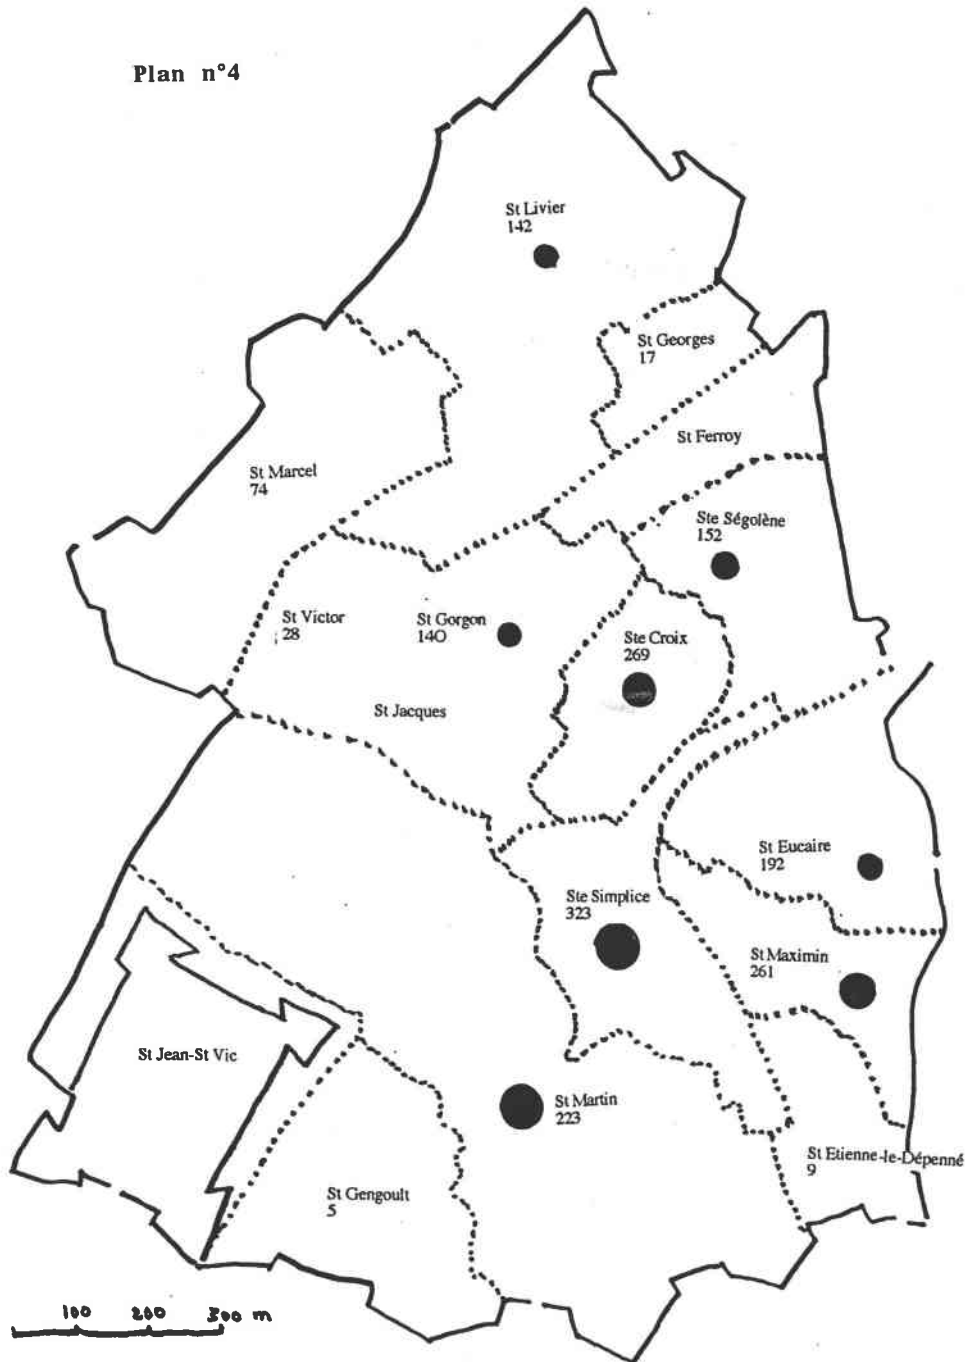 Plan n°4
St Livier
142
St Georges
17
St Ferroy
St Marcel
74
Ste Ségolène
152
St Victor
28
St Gorgon
140
Ste Croix
269
St Jacques
St Eucaire
192
Ste Simplice
323
St Maximin
261
St Jean-St Vic
St Martin
223
St Etienne-le-Dépenné
9
St Gengoult
5
100 200 300 m